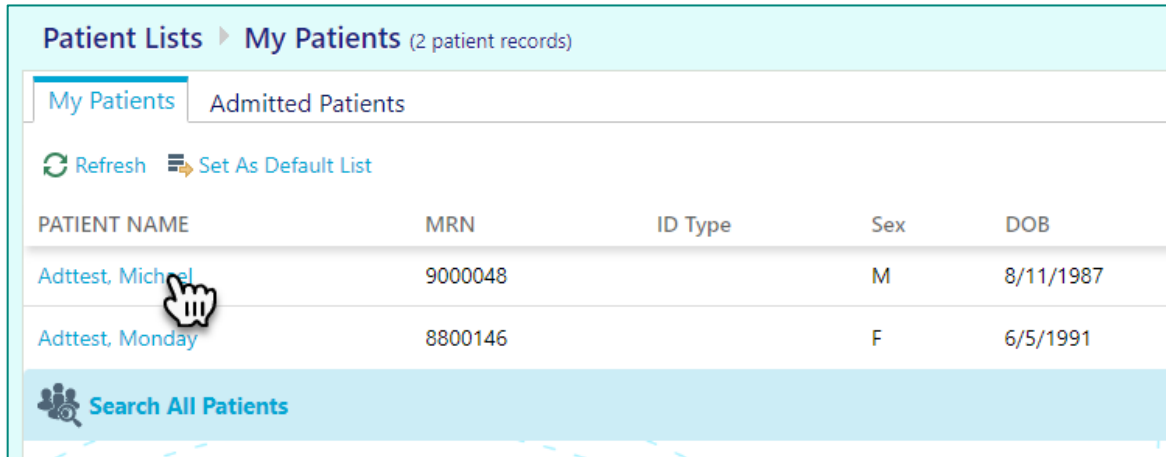 Patient Lists My Patients (2 patient records)
My Patients Admitted Patients
Refresh Set As Default List
PATIENT NAME MRN ID Type Sex DOB
Adttest, Michael 9000048 M 8/11/1987
Adttest, Monday 8800146 F 6/5/1991
Search All Patients